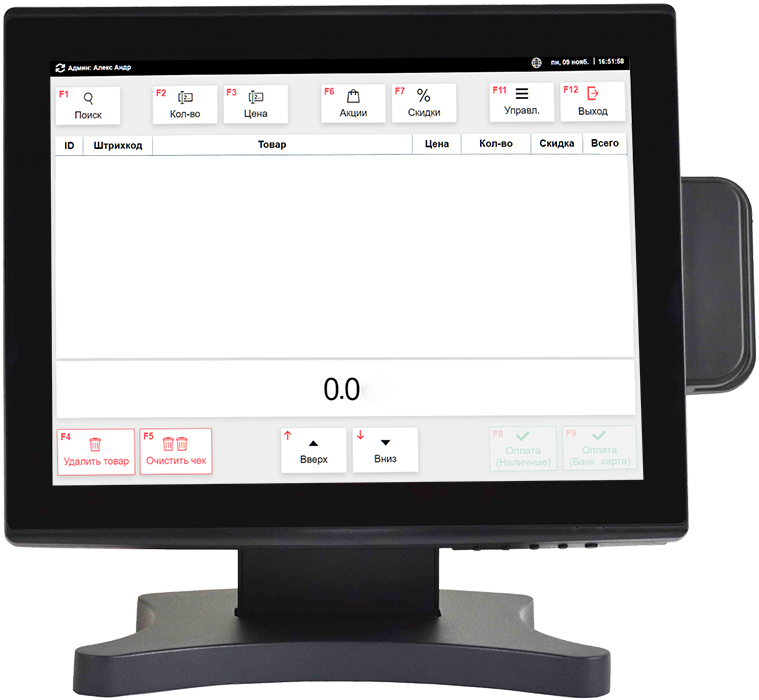 Админ: Алекс Андр
пн, 09 нояб. | 16:51:58
F1
Поиск
F2
Кол-во
F3
Цена
F6
Акции
F7
%
Скидки
F11
Управл.
F12
Выход
ID Штрихкод Товар Цена Кол-во Скидка Всего
0.0
F4
Удалить товар
F5
Очистить чек
Вверх
Вниз
F8
Оплата
(Наличные)
F9
Оплата
(Банк. карта)